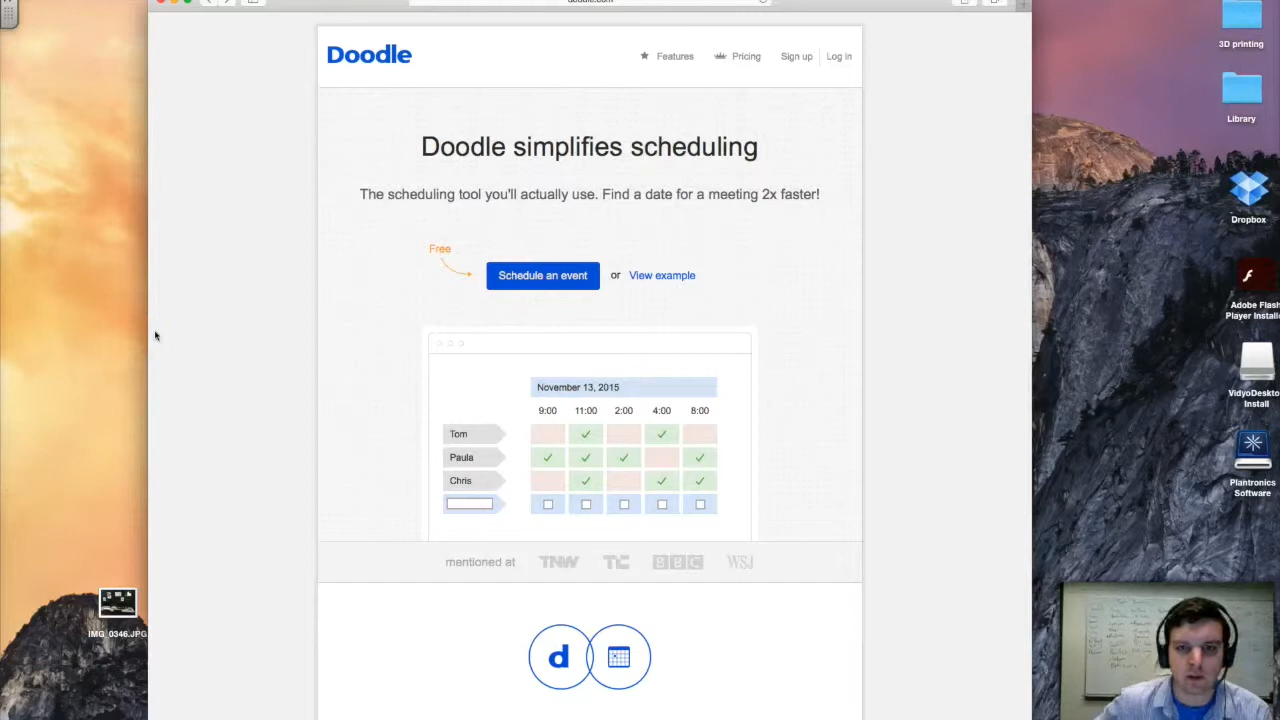 Doodle
Features
Pricing
Sign up
Log in
Doodle simplifies scheduling
The scheduling tool you'll actually use. Find a date for a meeting 2x faster!
Free
Schedule an event or View example
November 13, 2015
9:00 11:00 2:00 4:00 8:00
Tom
Paula
Chris
mentioned at TNW TC BBC WSJ
d
3D printing
Library
Dropbox
Adobe Flash
Player Install
VidyoDeskto
Install
Plantronics
Software
IMG_0346.JPG